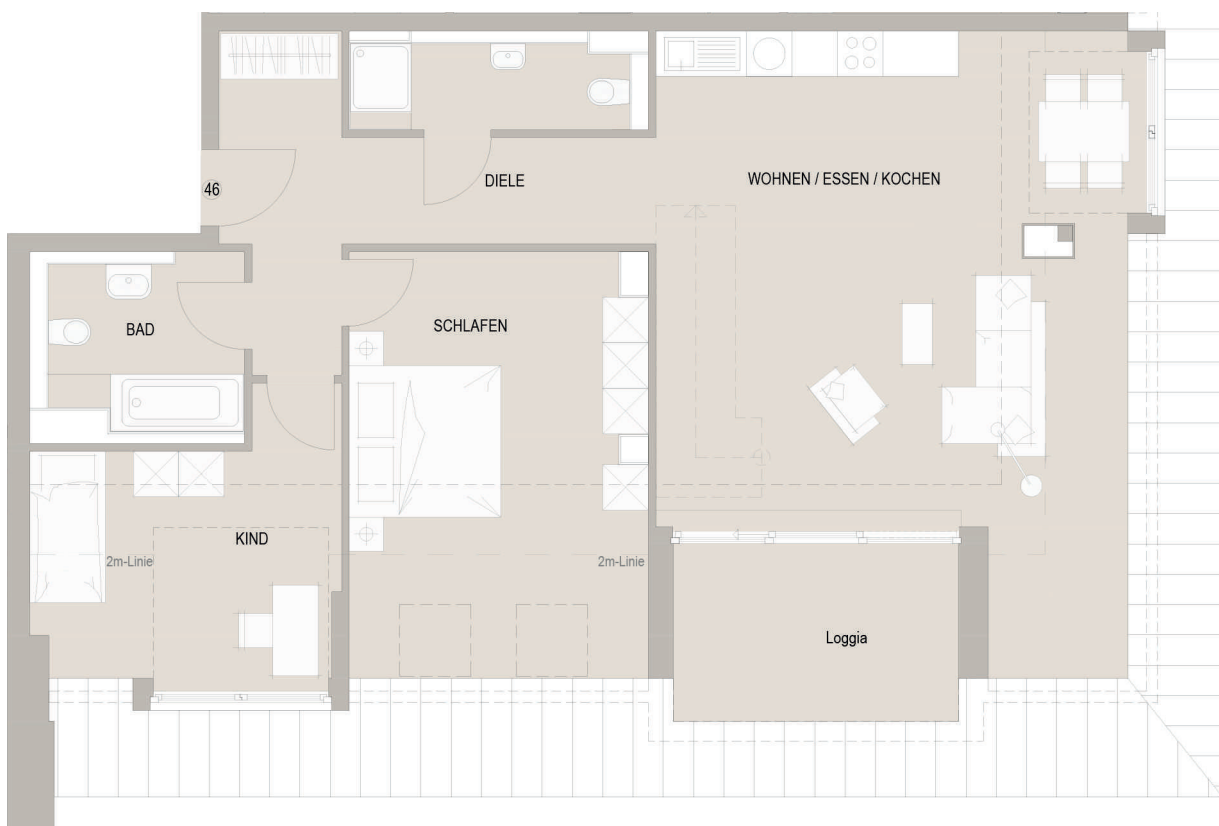 46
DIELE
WOHNEN / ESSEN / KOCHEN
BAD
SCHLAFEN
KIND
2m-Linie
2m-Linie
Loggia